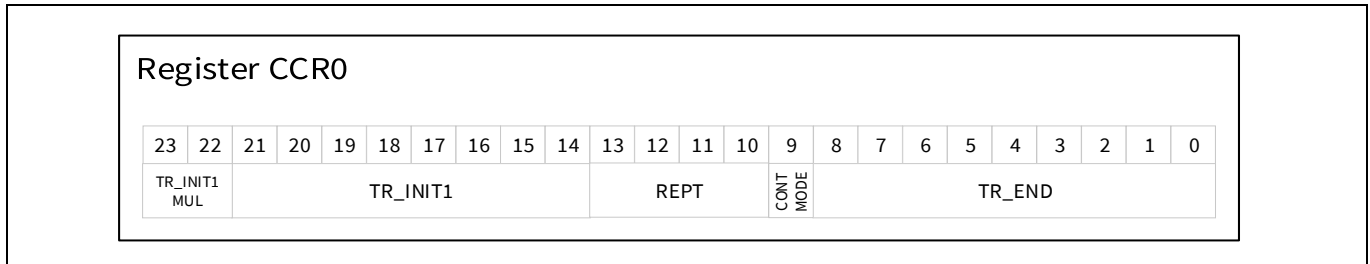 Register CCR0
23 22 21 20 19 18 17 16 15 14 13 12 11 10 9 8 7 6 5 4 3 2 1 0
TR_INIT1
MUL
TR_INIT1
REPT
CONT
MODE
TR_END